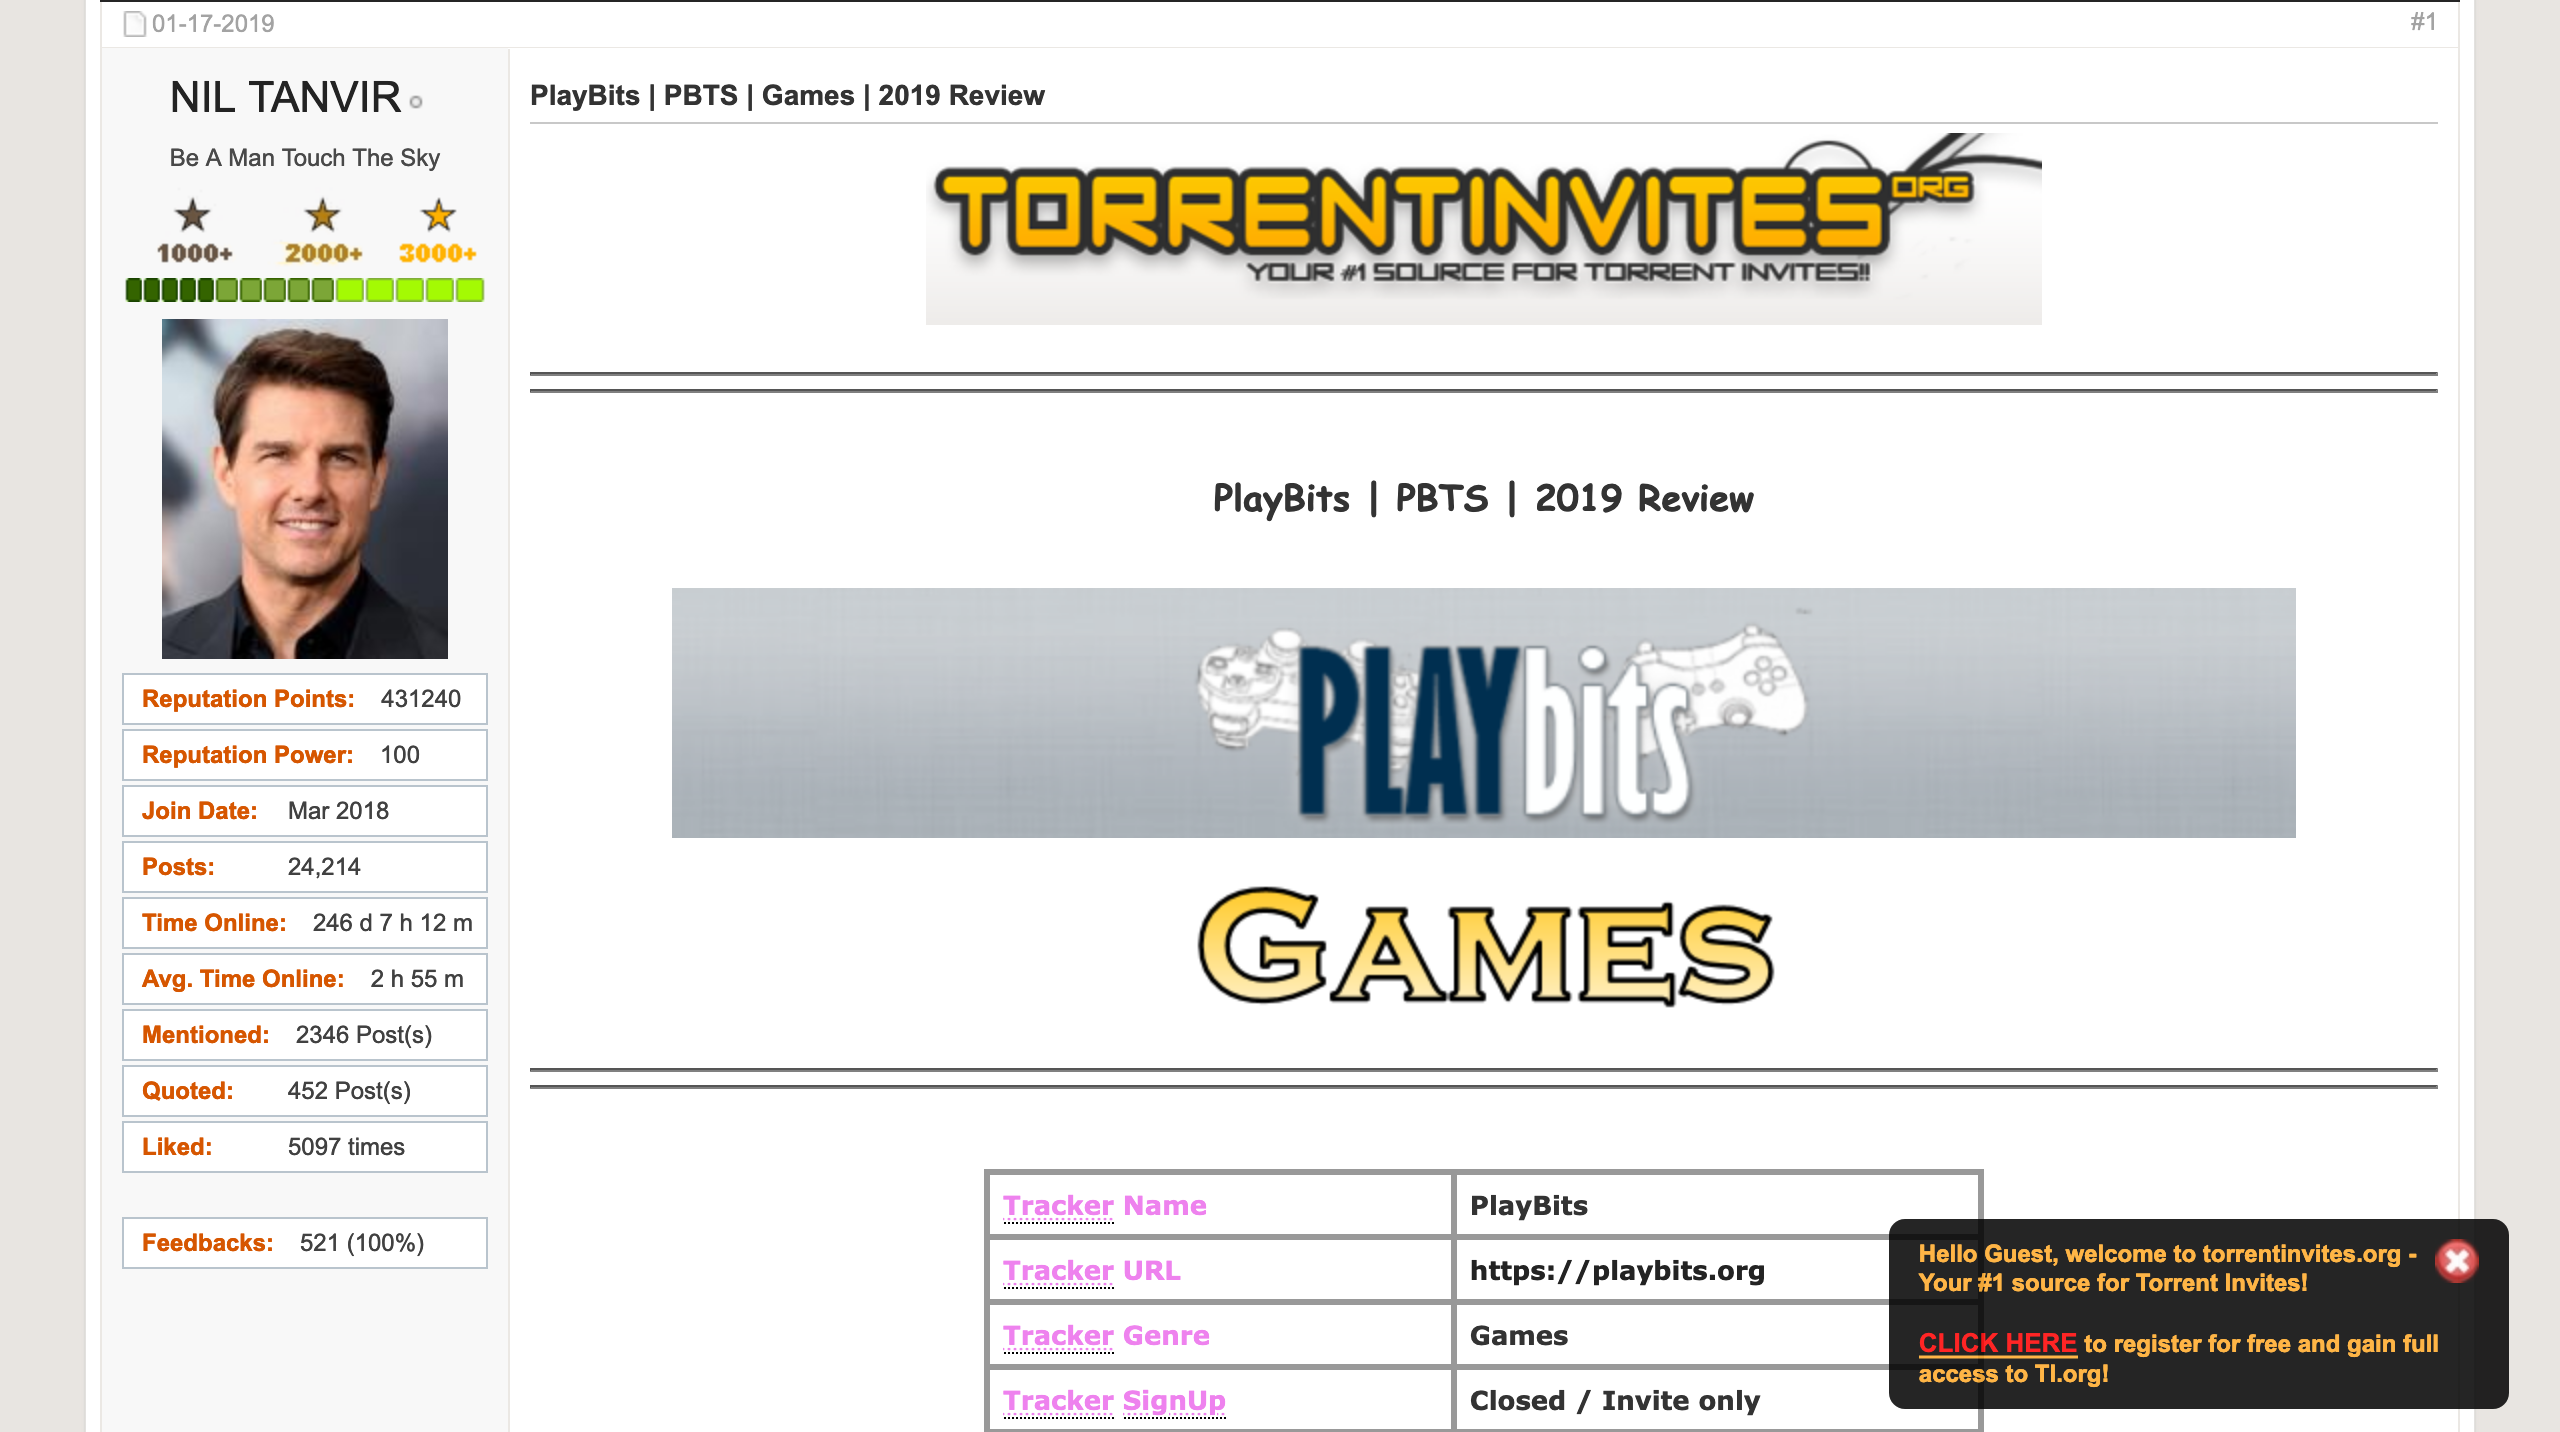 01-17-2019
#1
NIL TANVIR
Be A Man Touch The Sky
1000+ 2000+ 3000+
Reputation Points: 431240
Reputation Power: 100
Join Date: Mar 2018
Posts: 24,214
Time Online: 246 d 7 h 12 m
Avg. Time Online: 2 h 55 m
Mentioned: 2346 Post(s)
Quoted: 452 Post(s)
Liked: 5097 times
Feedbacks: 521 (100%)
PlayBits | PBTS | Games | 2019 Review
TORRENTINVITES ORG
YOUR #1 SOURCE FOR TORRENT INVITES!!
PlayBits | PBTS | 2019 Review
PLAYbits
GAMES
Tracker Name PlayBits
Tracker URL https://playbits.org
Tracker Genre Games
Tracker SignUp Closed / Invite only
Hello Guest, welcome to torrentinvites.org -
Your #1 source for Torrent Invites!
CLICK HERE to register for free and gain full
access to TI.org!